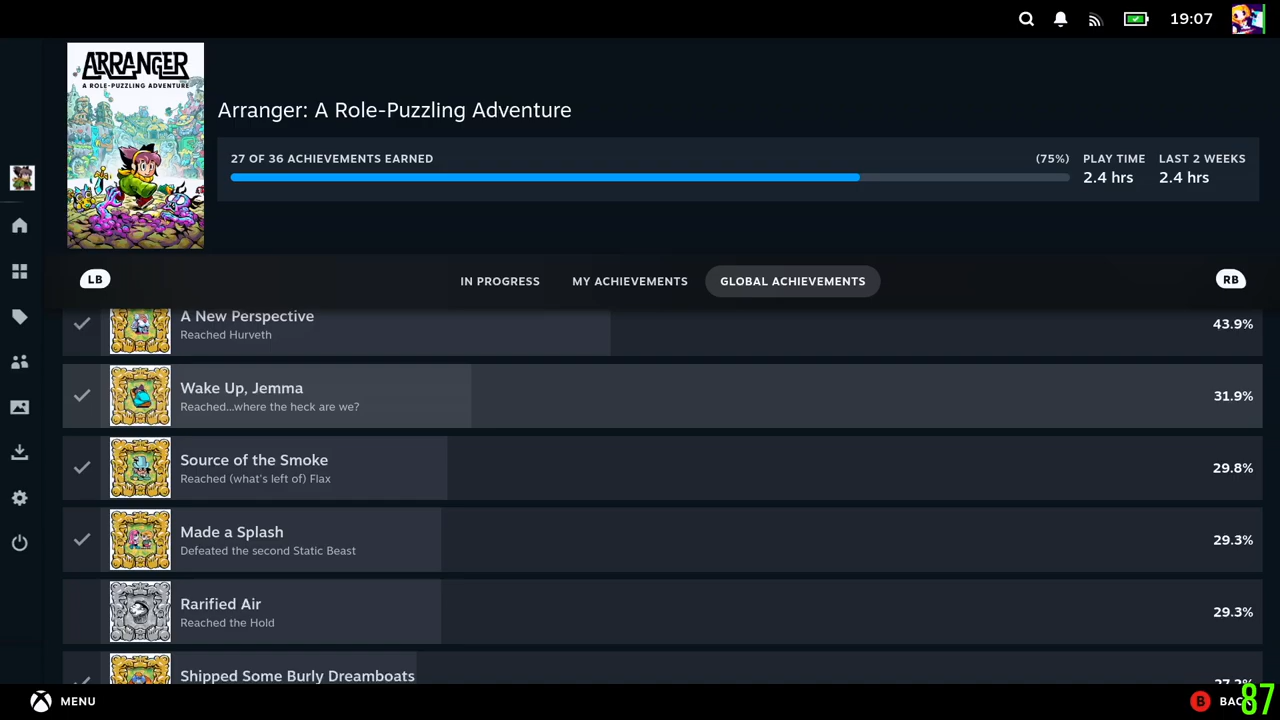 19:07
ARRANGER
A ROLE-PUZZLING ADVENTURE
Arranger: A Role-Puzzling Adventure
27 OF 36 ACHIEVEMENTS EARNED
(75%)
PLAY TIME
LAST 2 WEEKS
2.4 hrs
2.4 hrs
LB
IN PROGRESS
MY ACHIEVEMENTS
GLOBAL ACHIEVEMENTS
RB
A New Perspective
Reached Hurveth
43.9%
Wake Up, Jemma
Reached...where the heck are we?
31.9%
Source of the Smoke
Reached (what's left of) Flax
29.8%
Made a Splash
Defeated the second Static Beast
29.3%
Rarified Air
Reached the Hold
29.3%
Shipped Some Burly Dreamboats
MENU
B
87